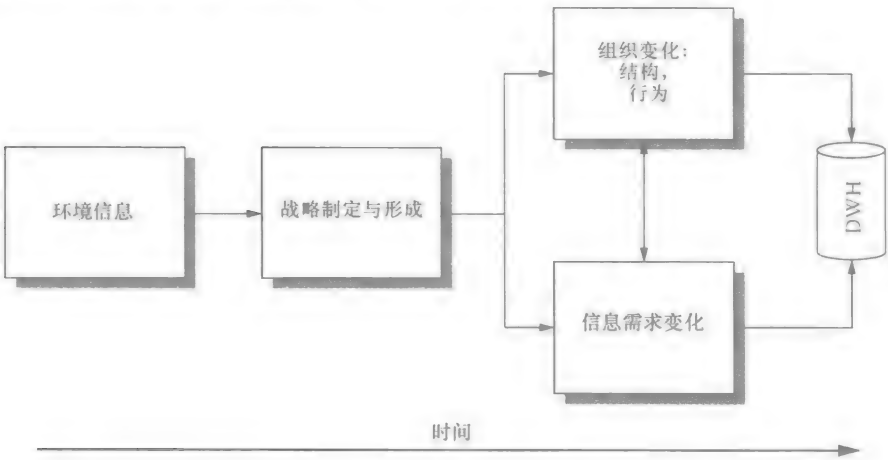 组织变化：
结构，
行为
环境信息
战略制定与形成
DWH
信息需求变化
时间